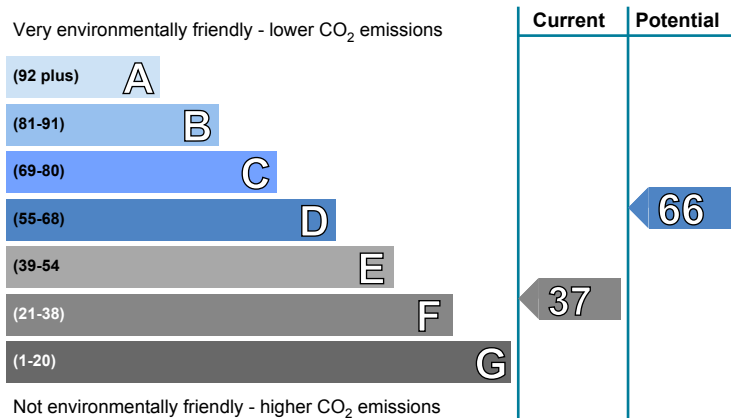 Very environmentally friendly - lower CO₂ emissions
Current
Potential
(92 plus) A
(81-91) B
(69-80) C
(55-68) D
66
(39-54 E
(21-38) F
37
(1-20) G
Not environmentally friendly - higher CO₂ emissions